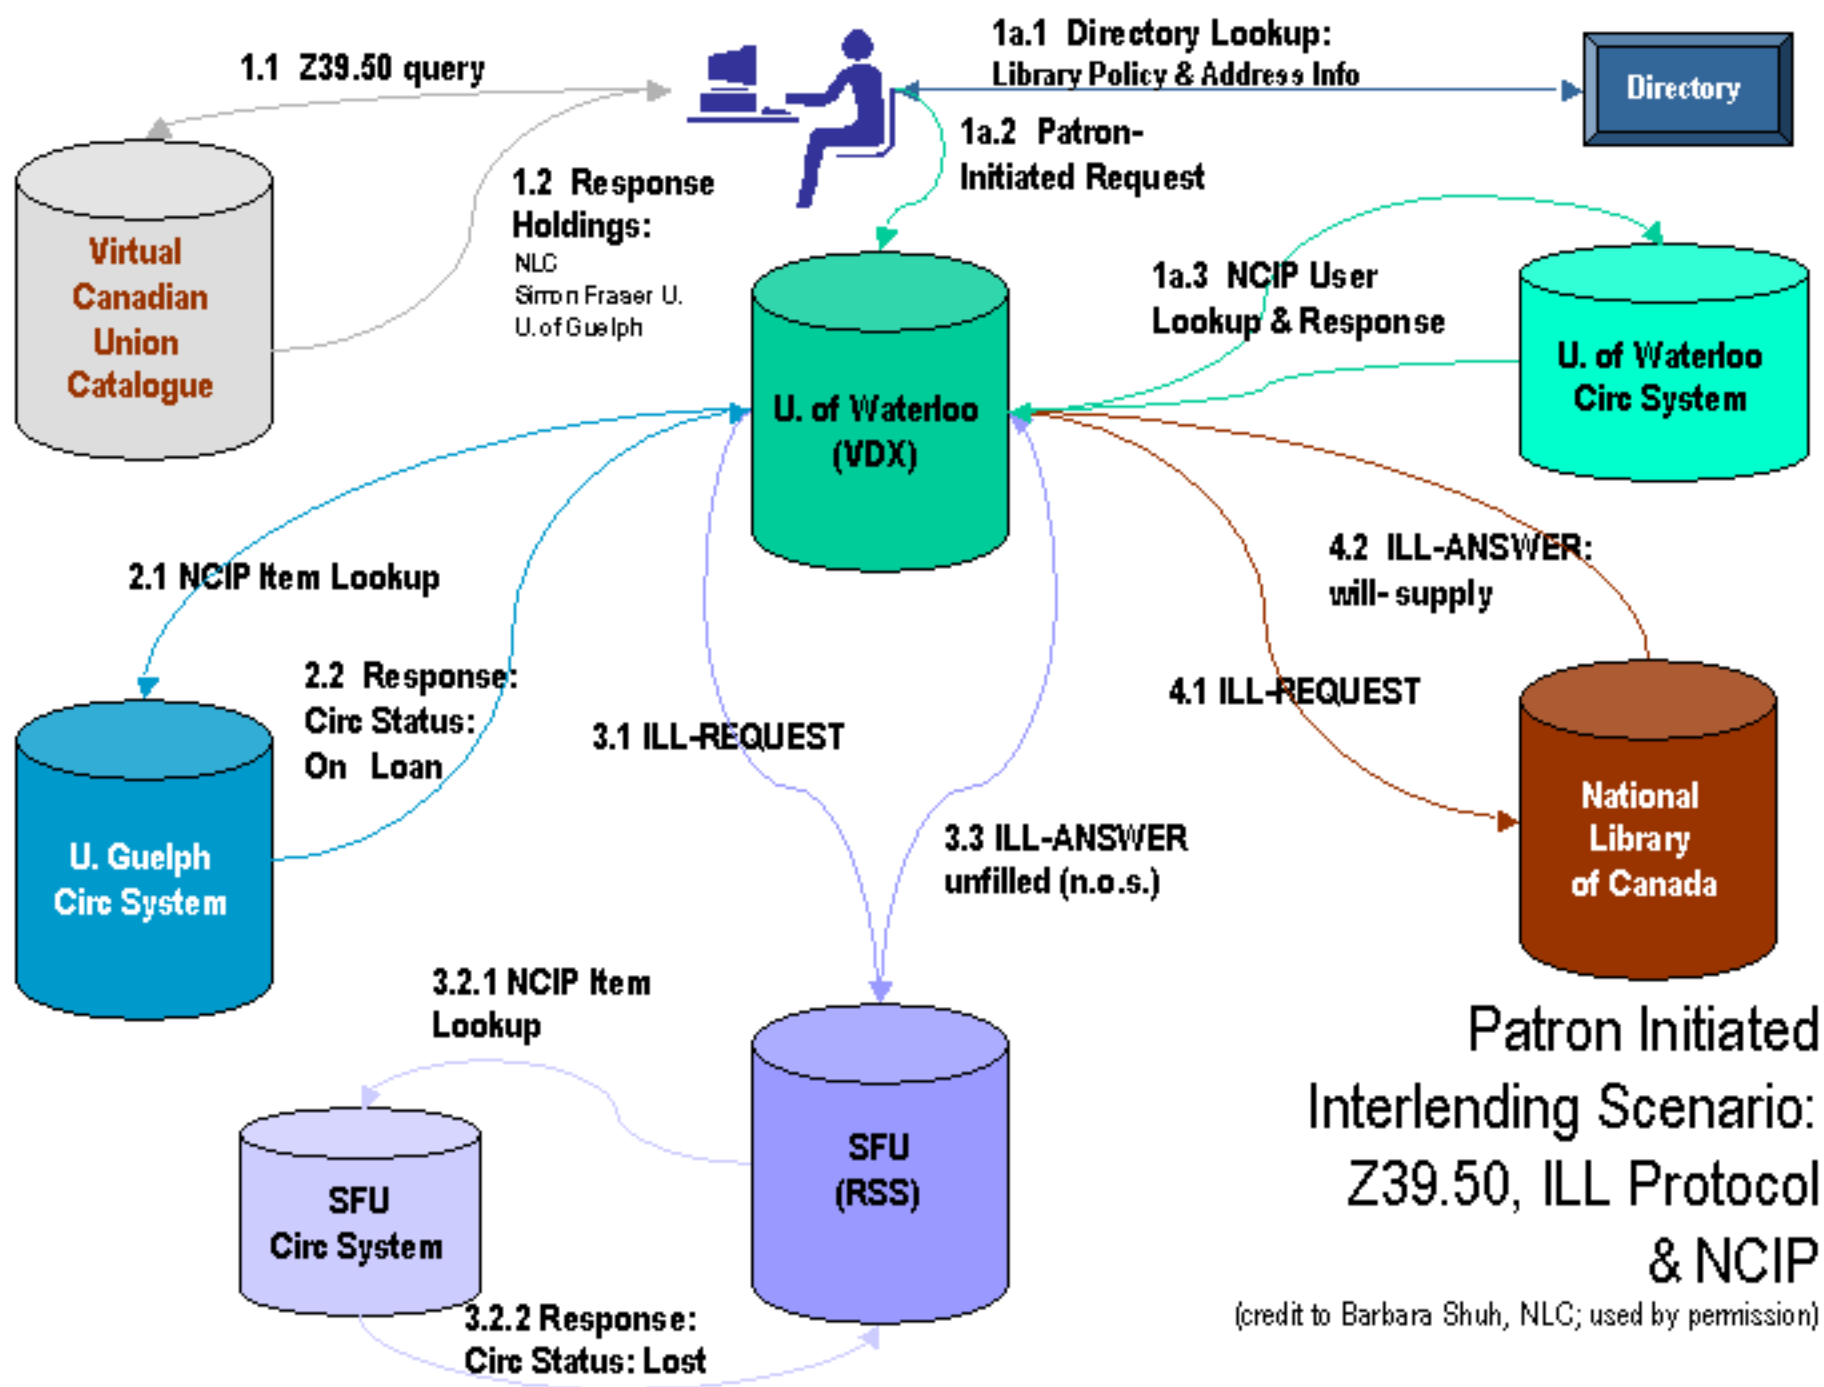 1.1 Z39.50 query
1a.1 Directory Lookup:
Library Policy & Address Info
Directory
1a.2 Patron-
Initiated Request
1.2 Response
Holdings:
NLC
Simon Fraser U.
U. of Guelph
Virtual
Canadian
Union
Catalogue
1a.3 NCIP User
Lookup & Response
U. of Waterloo
Circ System
U. of Waterloo
(VDX)
2.1 NCIP Item Lookup
2.2 Response:
Circ Status:
On Loan
3.1 ILL-REQUEST
4.2 ILL-ANSWER:
will-supply
4.1 ILL-REQUEST
U. Guelph
Circ System
3.3 ILL-ANSWER
unfilled (n.o.s.)
National
Library
of Canada
3.2.1 NCIP Item
Lookup
SFU
(RSS)
SFU
Circ System
3.2.2 Response:
Circ Status: Lost
Patron Initiated
Interlending Scenario:
Z39.50, ILL Protocol
& NCIP
(credit to Barbara Shuh, NLC; used by permission)